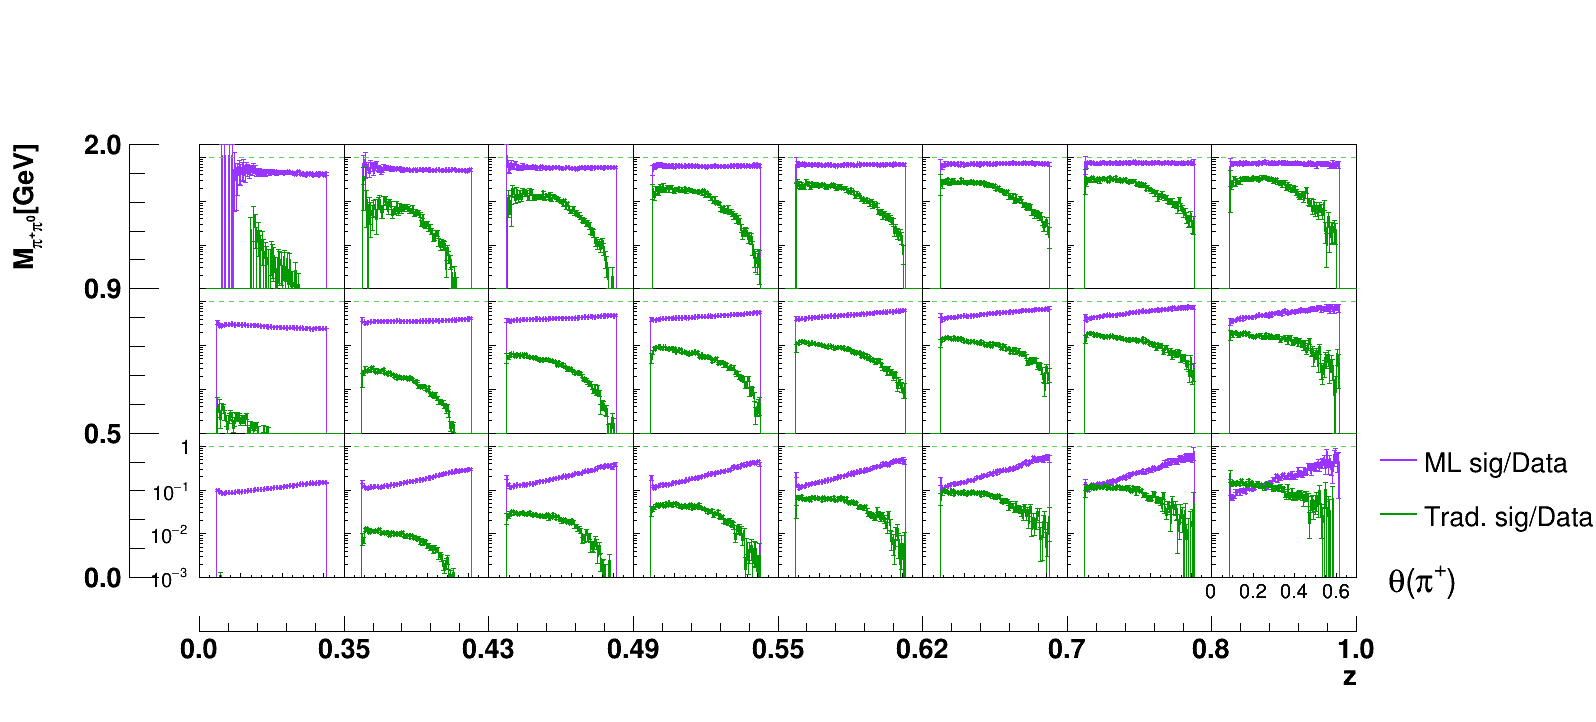 M π⁺π⁰ [GeV]
2.0
0.9
0.5
0.0
1
10⁻¹
10⁻²
10⁻³
ML sig/Data
Trad. sig/Data
θ(π⁺)
0 0.2 0.4 0.6
0.0 0.35 0.43 0.49 0.55 0.62 0.7 0.8 1.0
z